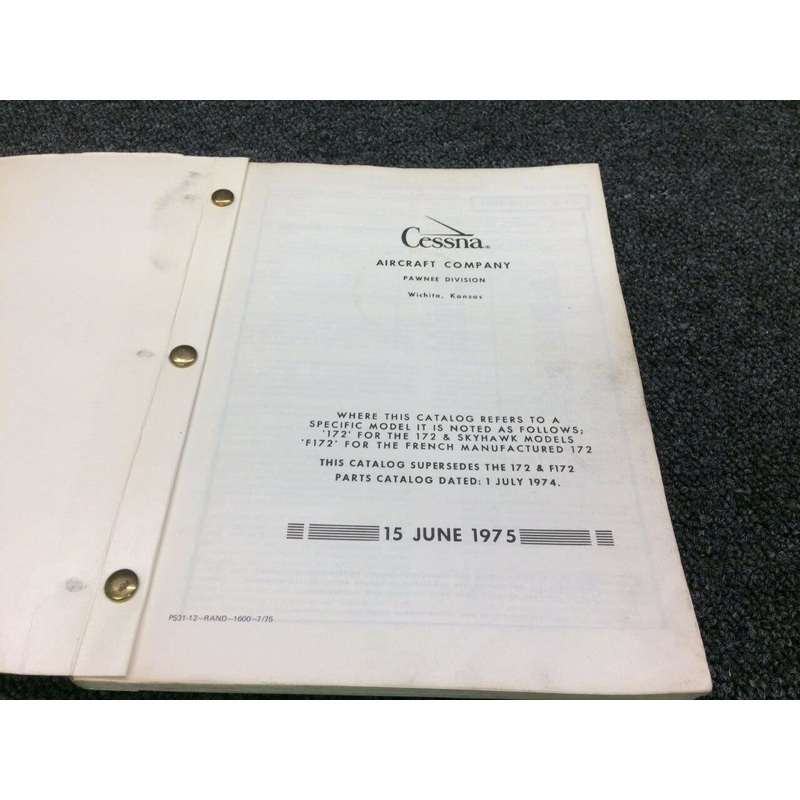 Cessna®
AIRCRAFT COMPANY
PAWNEE DIVISION
Wichita, Kansas
WHERE THIS CATALOG REFERS TO A
SPECIFIC MODEL IT IS NOTED AS FOLLOWS;
'172' FOR THE 172 & SKYHAWK MODELS
'F172' FOR THE FRENCH MANUFACTURED 172
THIS CATALOG SUPERSEDES THE 172 & F172
PARTS CATALOG DATED: 1 JULY 1974.
15 JUNE 1975
P531-12—RAND—1600—7/75